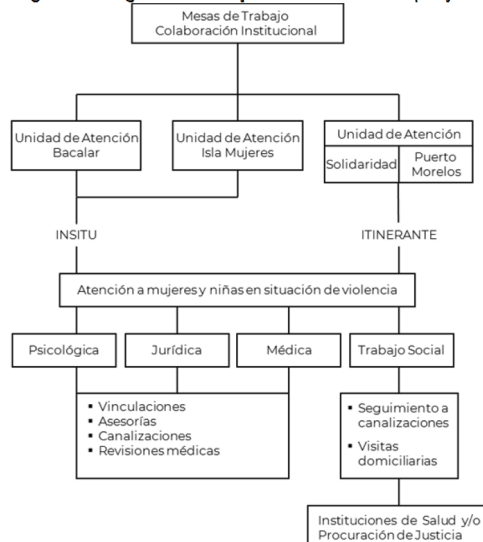 Mesas de Trabajo
Colaboración Institucional
Unidad de Atención
Bacalar
Unidad de Atención
Isla Mujeres
Unidad de Atención
Solidaridad
Puerto
Morelos
INSITU
ITINERANTE
Atención a mujeres y niñas en situación de violencia
Psicológica
Jurídica
Médica
Trabajo Social
▪ Vinculaciones
▪ Asesorías
▪ Canalizaciones
▪ Revisiones médicas
▪ Seguimiento a
canalizaciones
▪ Visitas
domiciliarias
Instituciones de Salud y/o
Procuración de Justicia